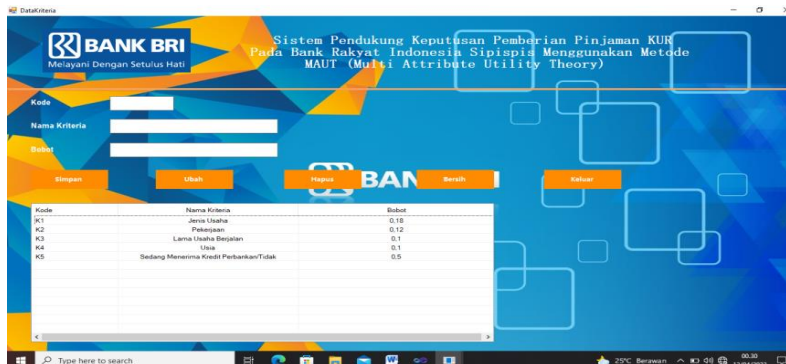 DataKriteria
BANK BRI
Melayani Dengan Setulus Hati
Sistem Pendukung Keputusan Pemberian Pinjaman KUR
Pada Bank Rakyat Indonesia Sipispis Menggunakan Metode
MAUT (Multi Attribute Utility Theory)
Kode
Nama Kriteria
Bobot
BAN
Simpan Ubah Hapus Bersih Keluar
Kode Nama Kriteria Bobot
K1 Jenis Usaha 0,18
K2 Pekerjaan 0,12
K3 Lama Usaha Berjalan 0,1
K4 Usia 0,1
K5 Sedang Menerima Kredit Perbankan/Tidak 0,5
Type here to search
25°C Berawan
00.30